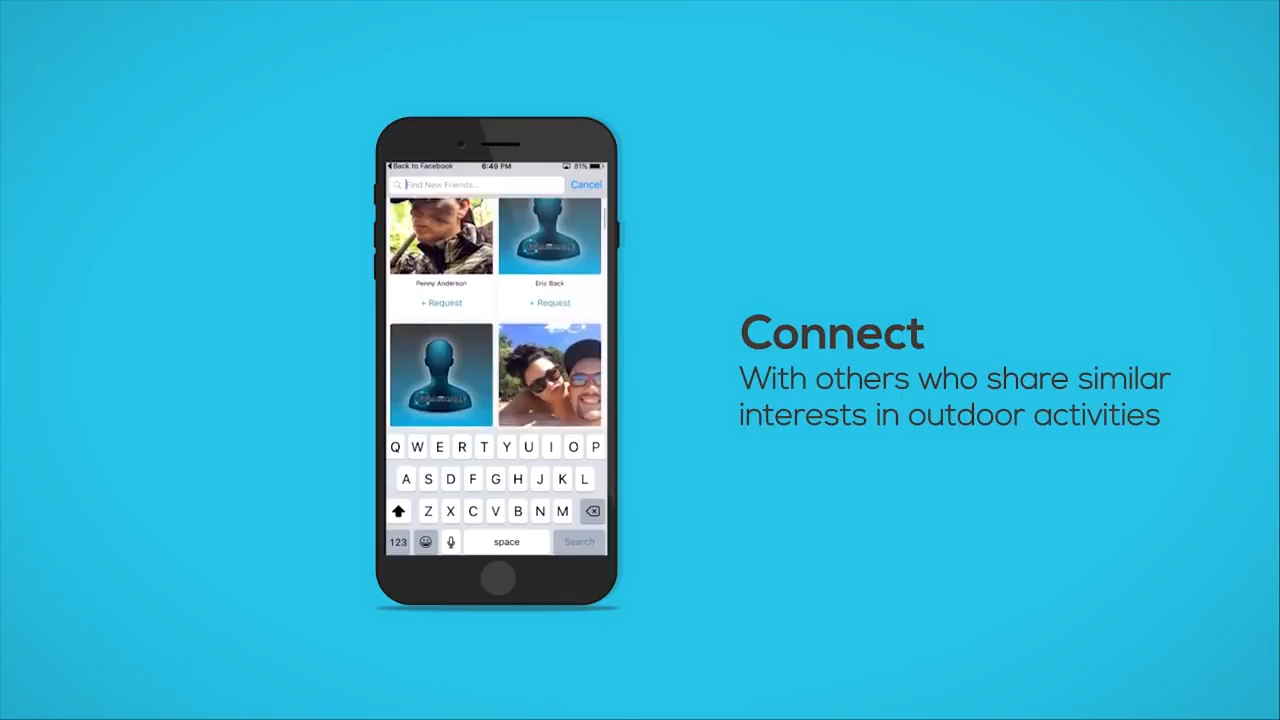 Back to Facebook
6:49 PM
81%
Find New Friends...
Cancel
Penny Anderson
Eric Back
+ Request
+ Request
Q W E R T Y U I O P
A S D F G H J K L
Z X C V B N M
123
space
Search
Connect
With others who share similar
interests in outdoor activities